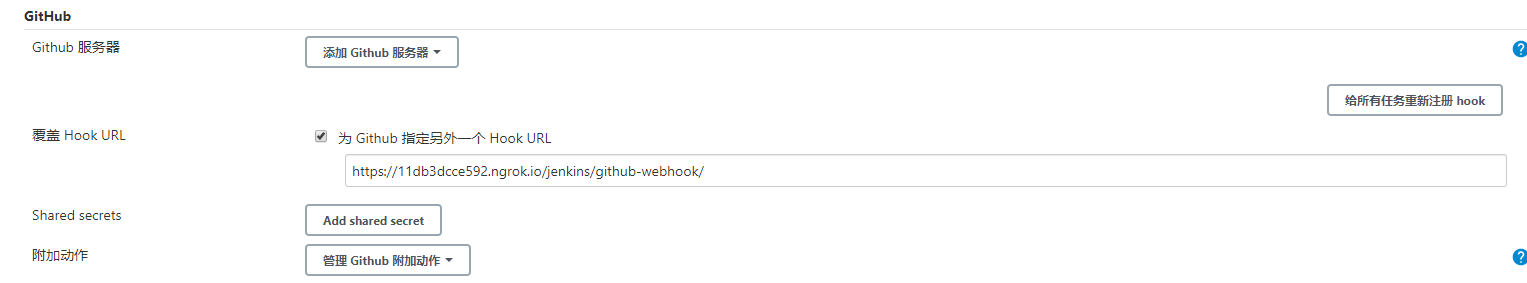 GitHub
Github 服务器
添加 Github 服务器
给所有任务重新注册 hook
覆盖 Hook URL
为 Github 指定另外一个 Hook URL
https://11db3dcce592.ngrok.io/jenkins/github-webhook/
Shared secrets
Add shared secret
附加动作
管理 Github 附加动作